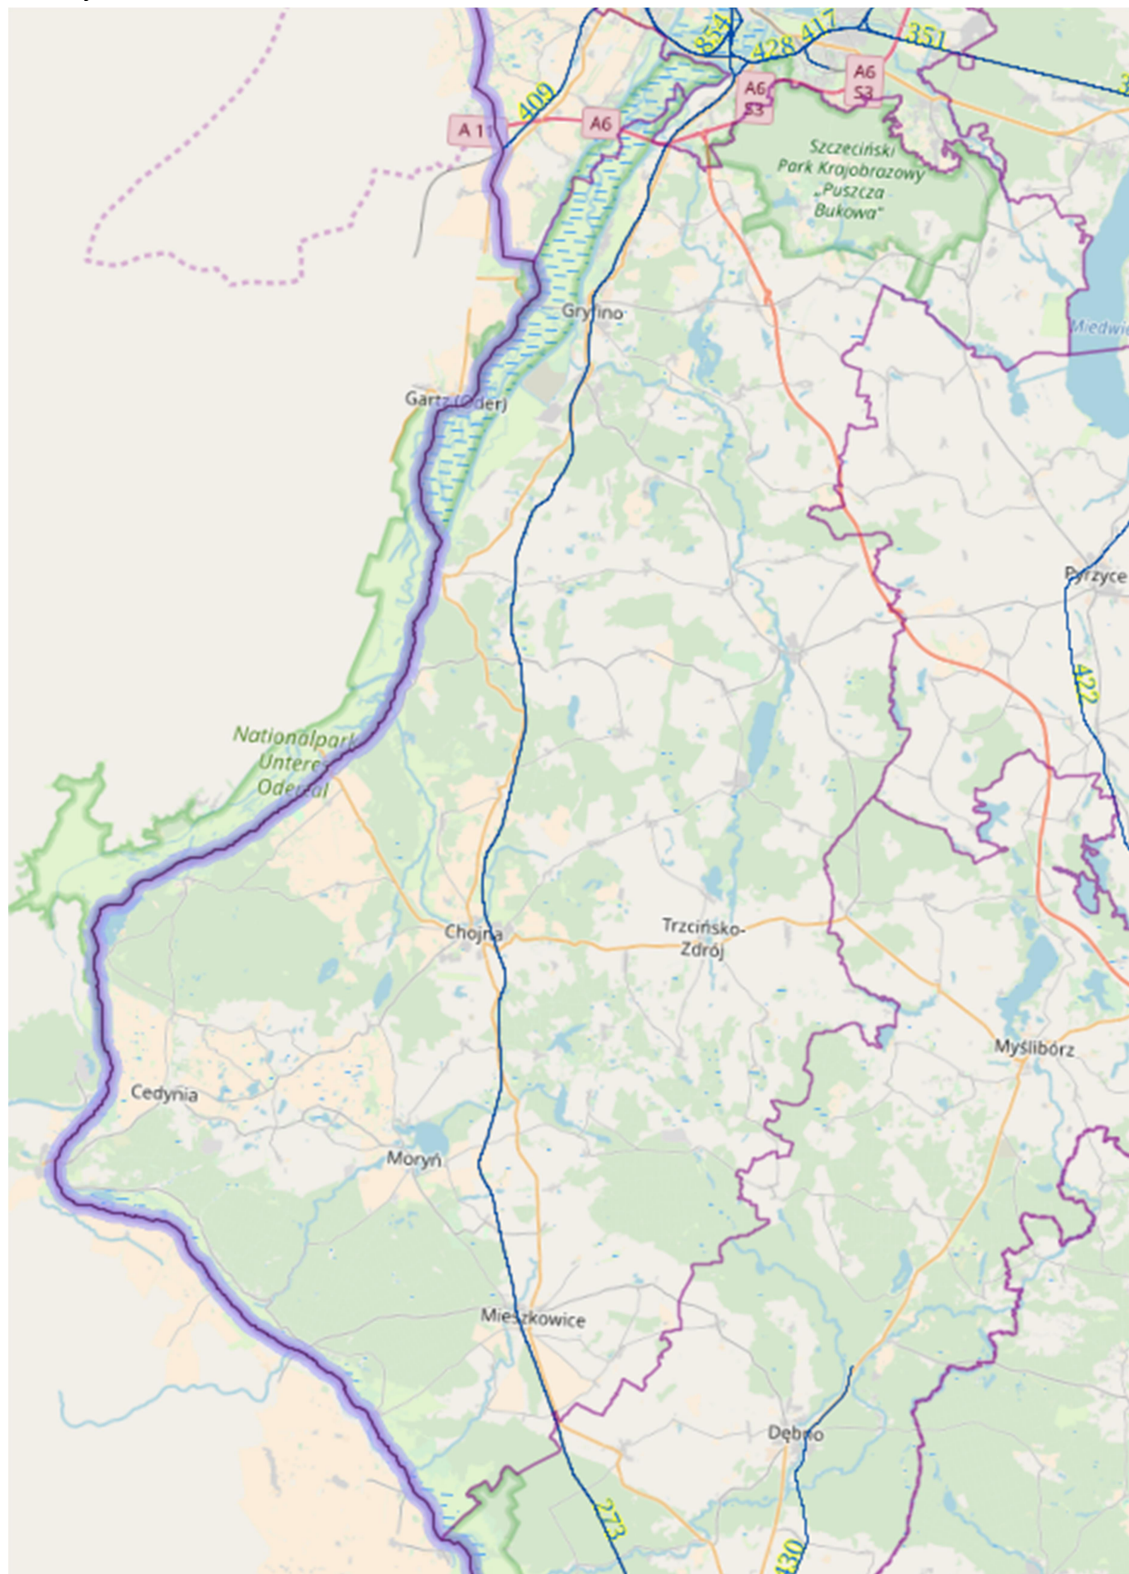 854
428
417
351
A6
S3
A6
S3
409
A 11
A6
Szczeciński
Park Krajobrazowy
„Puszcza
Bukowa”
Gryfino
Gartz (Oder)
Pyrzyce
422
Nationalpark
Unteres
Odertal
Chojna
Trzcińsko-
Zdrój
Myślibórz
Cedynia
Moryń
Mieszkowice
Dębno
273
430